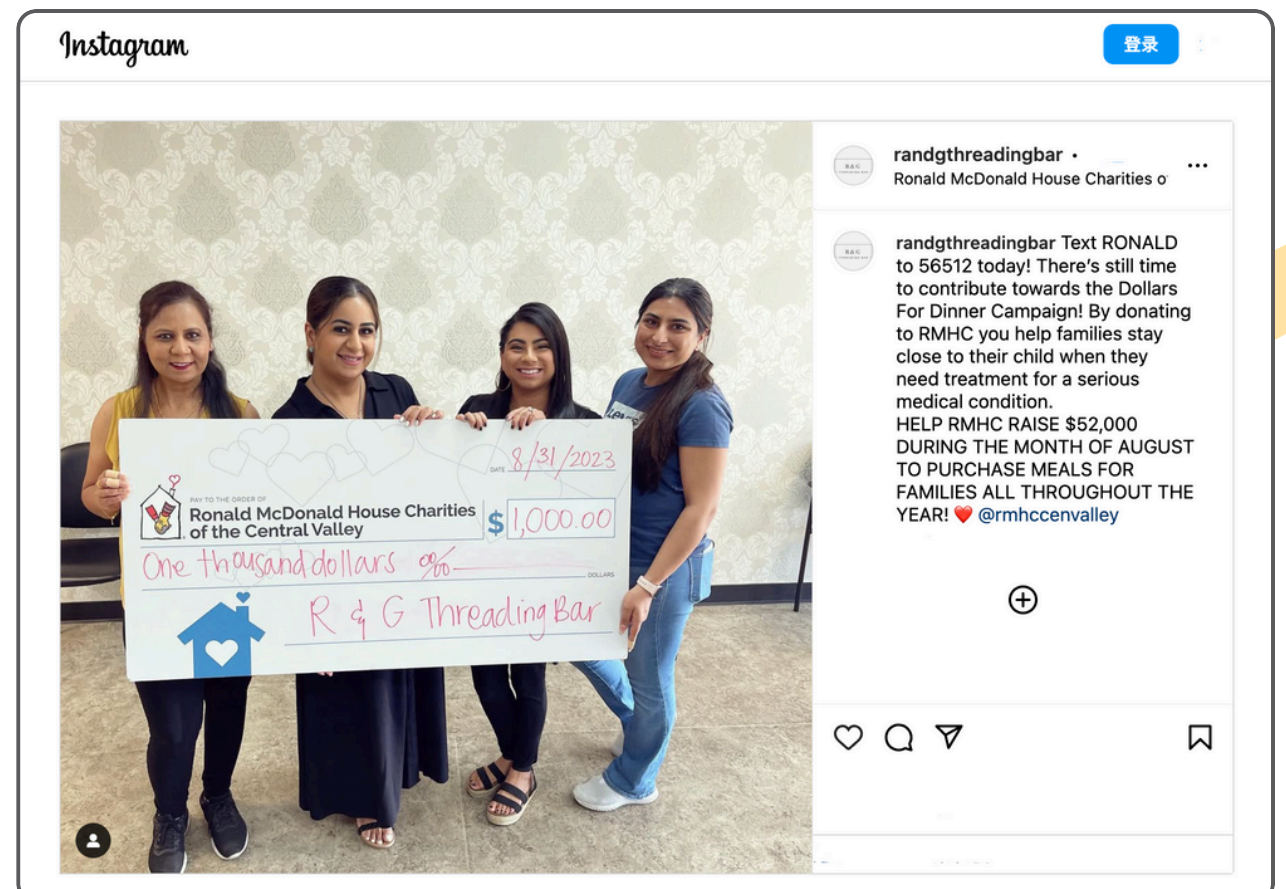 Instagram
登录
randgthreadingbar •
Ronald McDonald House Charities o
randgthreadingbar Text RONALD
to 56512 today! There's still time
to contribute towards the Dollars
For Dinner Campaign! By donating
to RMHC you help families stay
close to their child when they
need treatment for a serious
medical condition.
HELP RMHC RAISE $52,000
DURING THE MONTH OF AUGUST
TO PURCHASE MEALS FOR
FAMILIES ALL THROUGHOUT THE
YEAR! ❤️ @rmhccenvalley
DATE 8/31/2023
PAY TO THE ORDER OF
Ronald McDonald House Charities
of the Central Valley
$ 1,000.00
One thousand dollars 00/00
DOLLARS
R & G Threading Bar